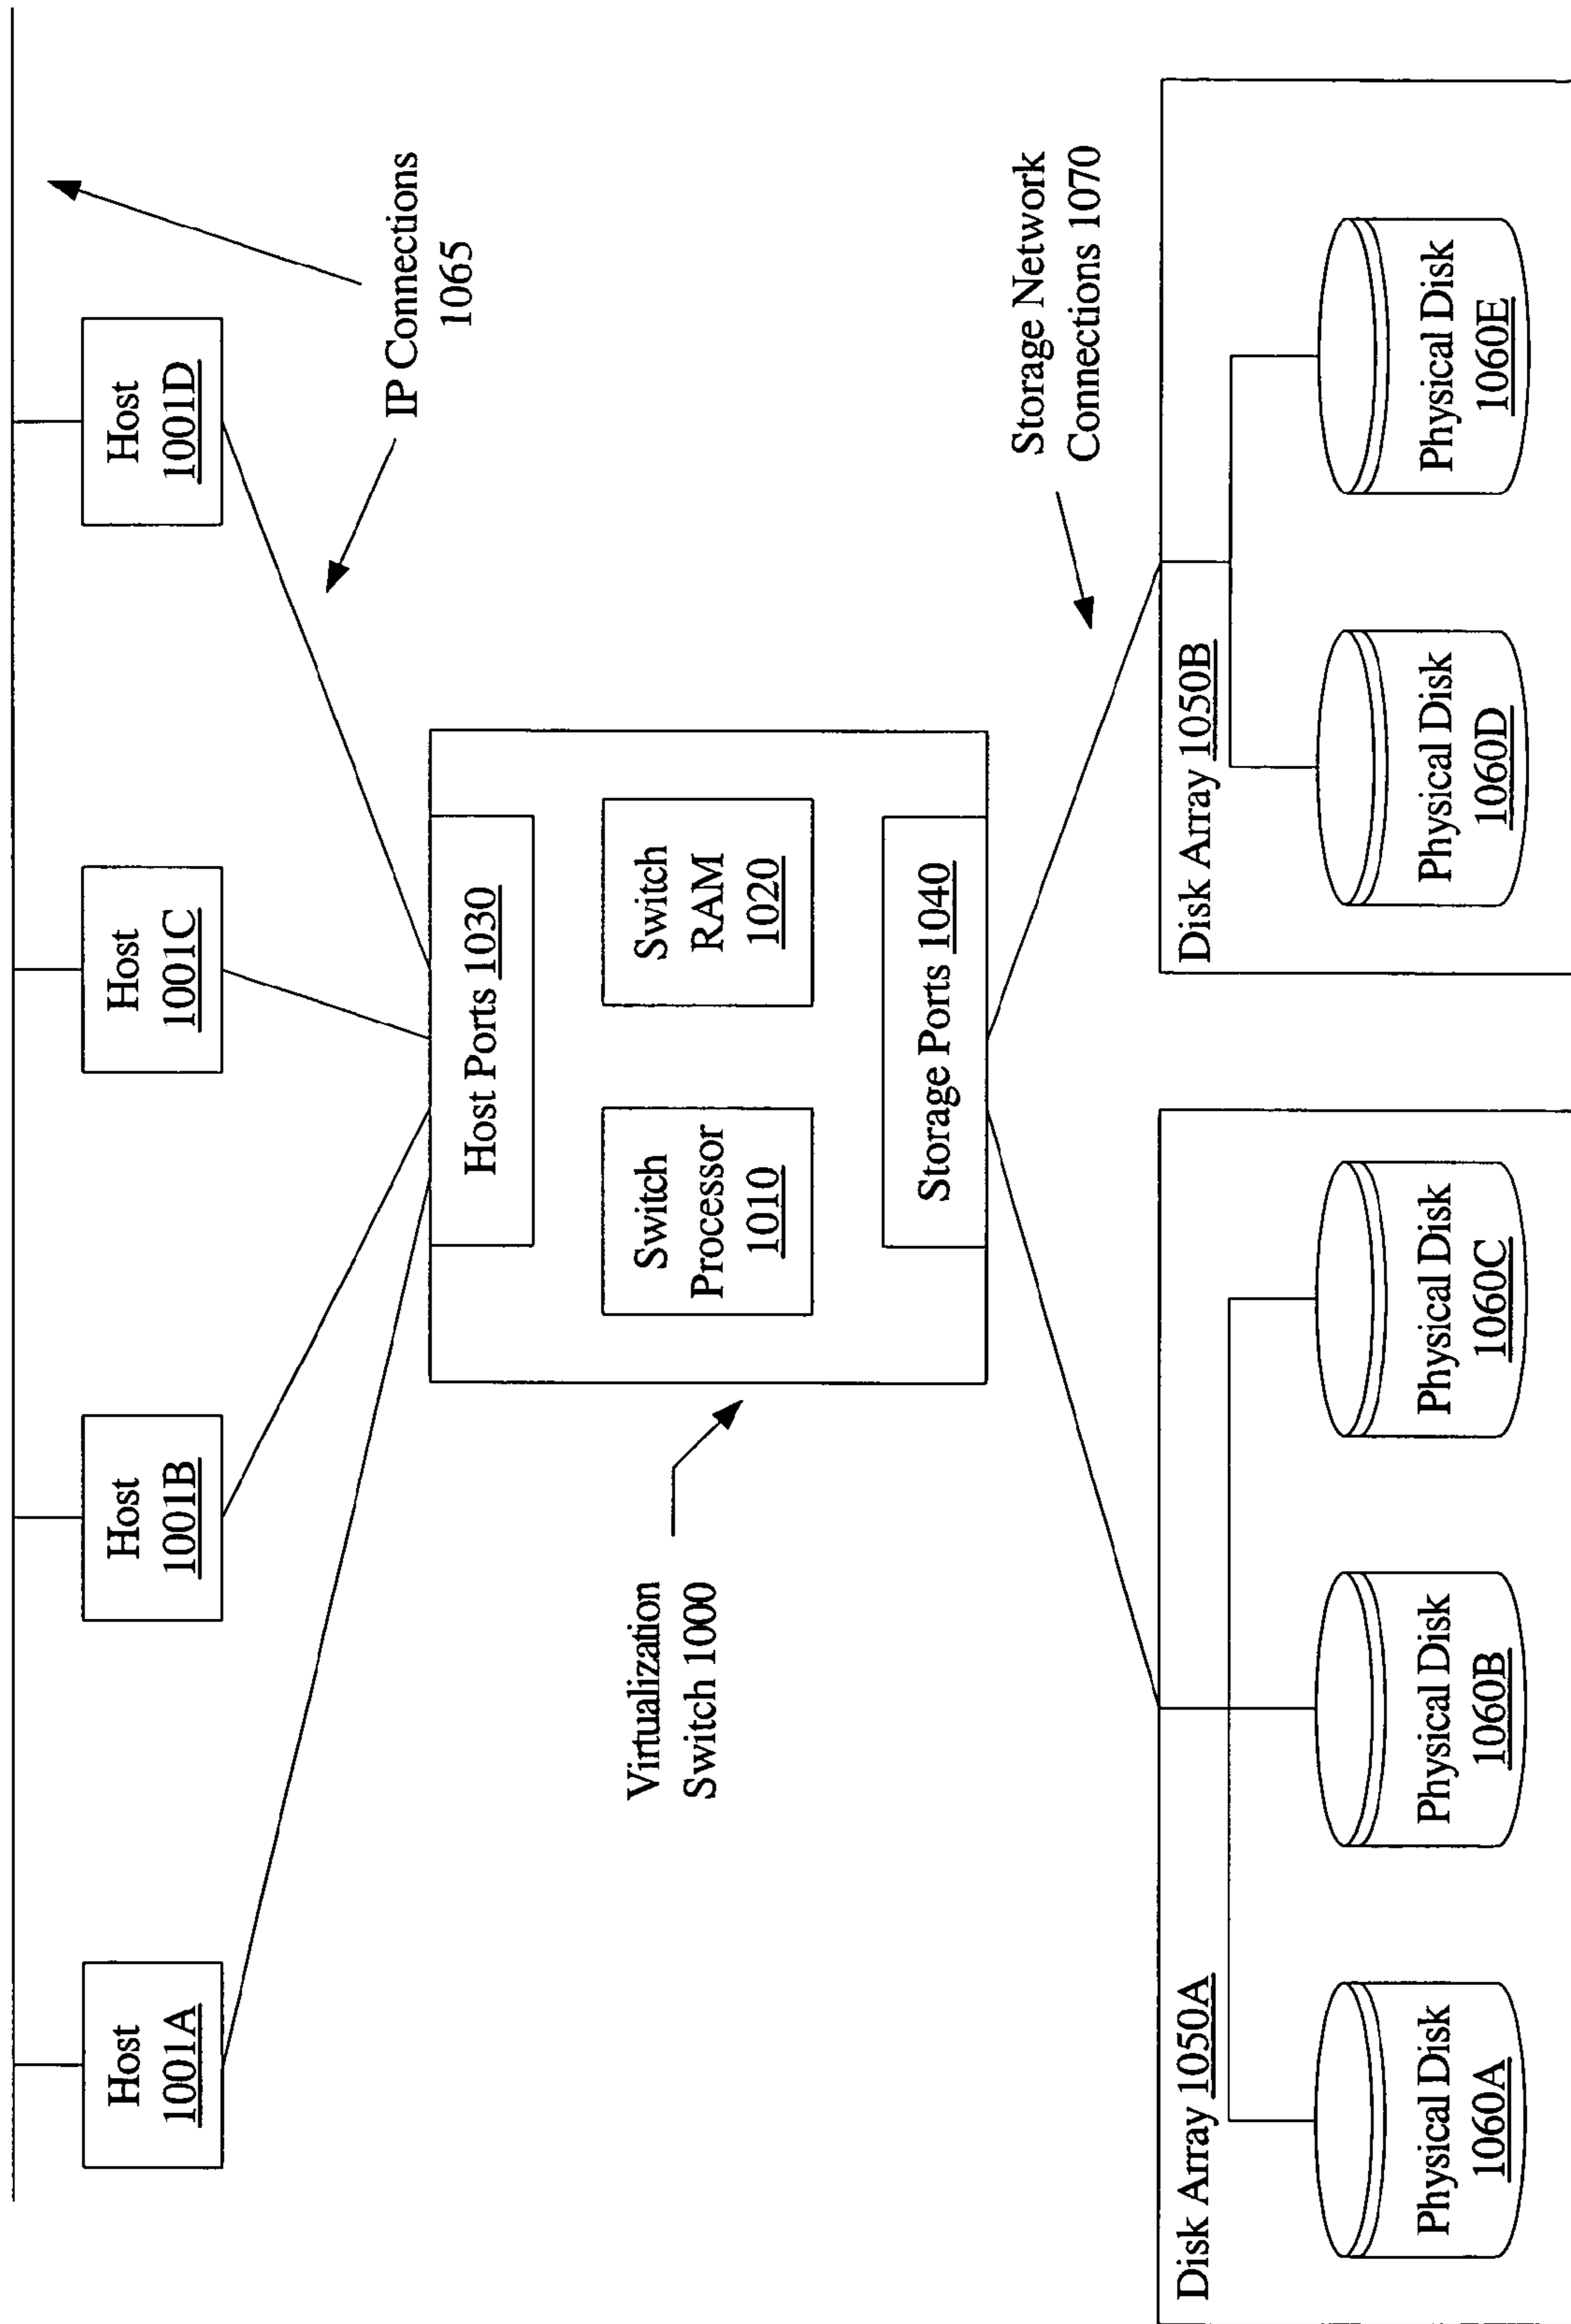 Host
1001A
Host
1001B
Host
1001C
Host
1001D
IP Connections
1065
Host Ports 1030
Virtualization
Switch 1000
Switch
Processor
1010
Switch
RAM
1020
Storage Ports 1040
Storage Network
Connections 1070
Disk Array 1050A
Physical Disk
1060A
Physical Disk
1060B
Physical Disk
1060C
Disk Array 1050B
Physical Disk
1060D
Physical Disk
1060E